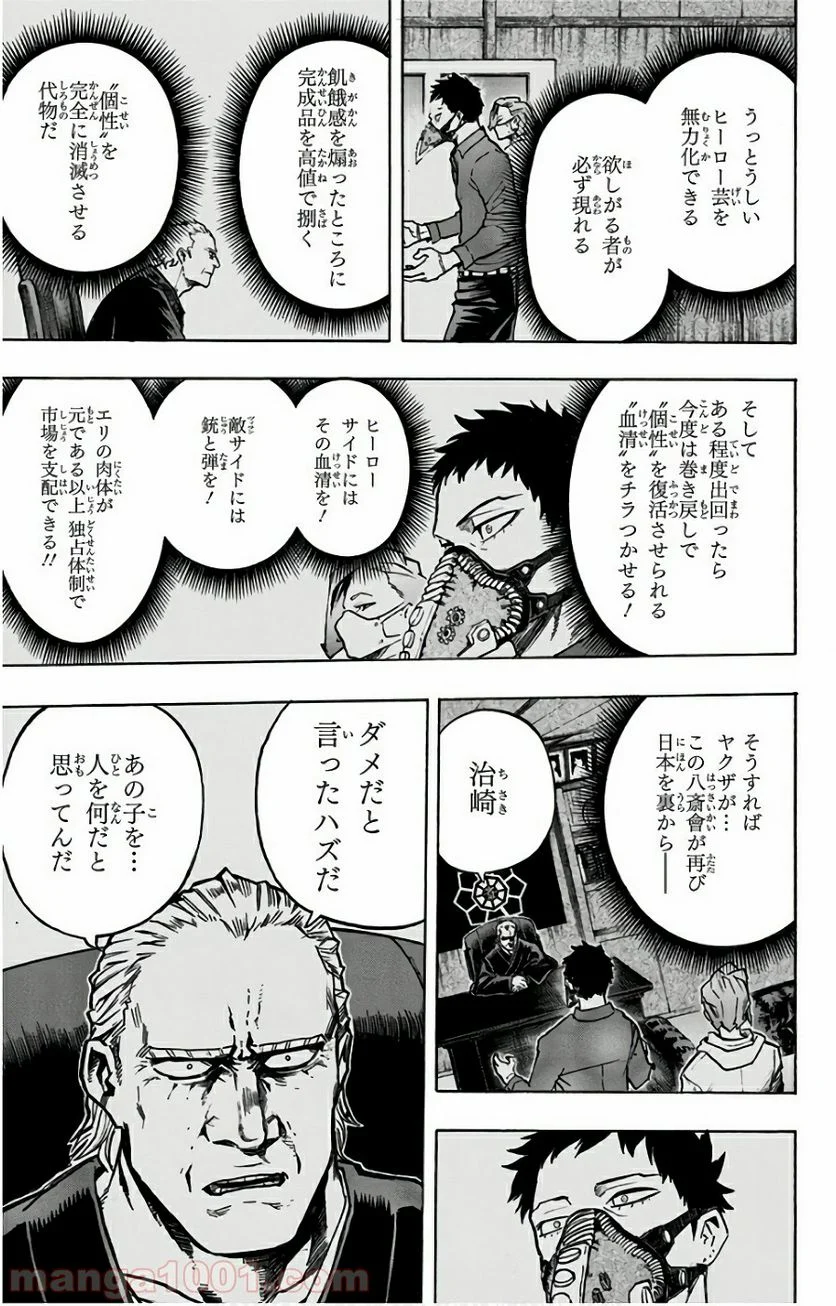 うっとうしい
ヒーロー芸を
無力化できる
欲しがる者が
必ず現れる
飢餓感を煽ったところに
完成品を高値で捌く
〝個性〟を
完全に消滅させる
代物だ
そして
ある程度出回ったら
今度は巻き戻しで
〝個性〟を復活させられる
〝血清〟をチラつかせる!
ヒーロー
サイドには
その血清を!
敵サイドには
銃と弾を!
エリの肉体が
元である以上独占体制で
市場を支配できる!!
そうすれば
ヤクザが…
この八斎會が再び
日本を裏から――
治崎
ダメだと
言ったハズだ
あの子を…
人を何だと
思ってんだ
manga1001.com